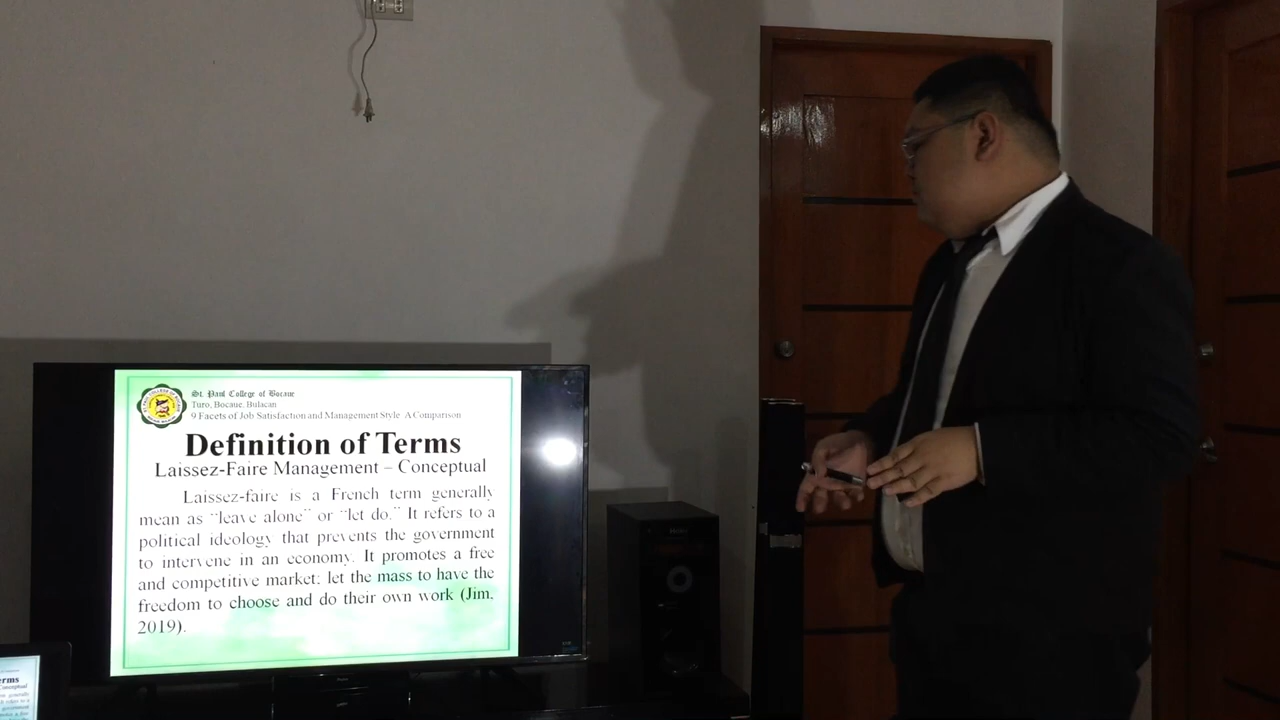 St. Paul College of Bocaue
Turo, Bocaue, Bulacan
9 Facets of Job Satisfaction and Management Style A Comparison
Definition of Terms
Laissez-Faire Management – Conceptual
Laissez-faire is a French term generally
mean as “leave alone” or “let do.” It refers to a
political ideology that prevents the government
to intervene in an economy. It promotes a free
and competitive market: let the mass to have the
freedom to choose and do their own work (Jim,
2019).
erms
Conceptual